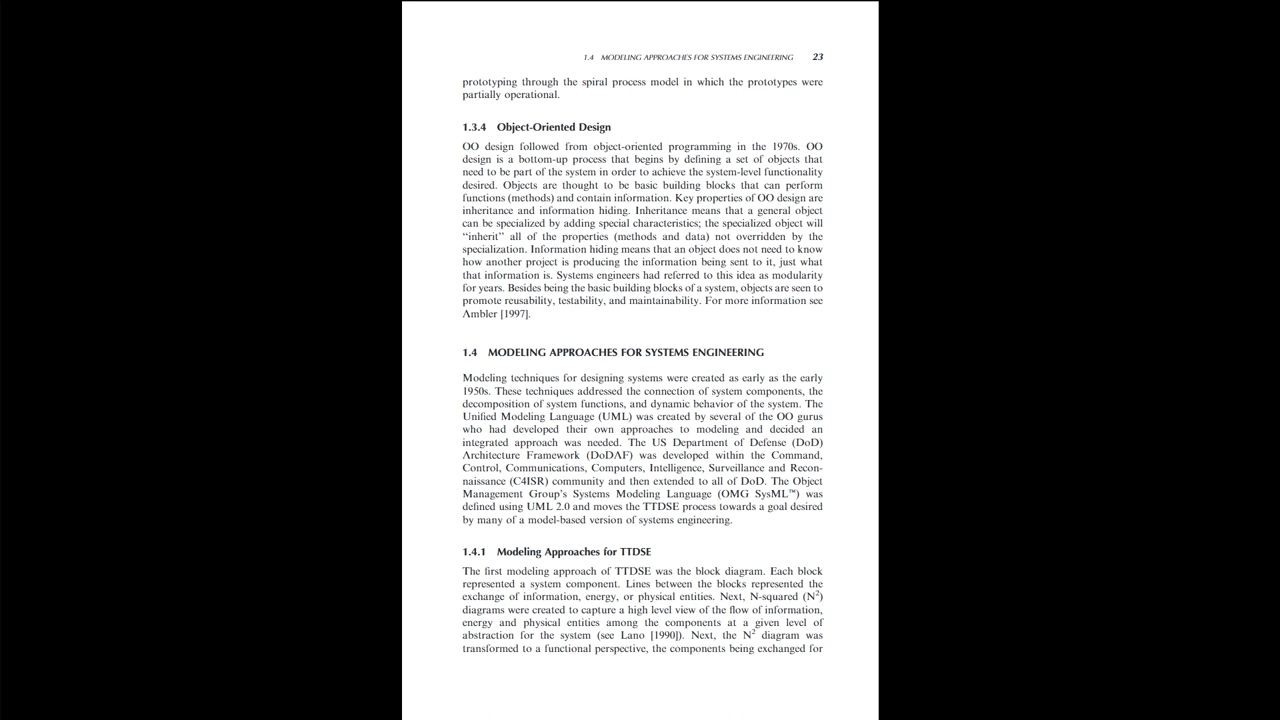 1.4 MODELING APPROACHES FOR SYSTEMS ENGINEERING 23
prototyping through the spiral process model in which the prototypes were
partially operational.
1.3.4 Object-Oriented Design
OO design followed from object-oriented programming in the 1970s. OO
design is a bottom-up process that begins by defining a set of objects that
need to be part of the system in order to achieve the system-level functionality
desired. Objects are thought to be basic building blocks that can perform
functions (methods) and contain information. Key properties of OO design are
inheritance and information hiding. Inheritance means that a general object
can be specialized by adding special characteristics; the specialized object will
‘‘inherit’’ all of the properties (methods and data) not overridden by the
specialization. Information hiding means that an object does not need to know
how another project is producing the information being sent to it, just what
that information is. Systems engineers had referred to this idea as modularity
for years. Besides being the basic building blocks of a system, objects are seen to
promote reusability, testability, and maintainability. For more information see
Ambler [1997].
1.4 MODELING APPROACHES FOR SYSTEMS ENGINEERING
Modeling techniques for designing systems were created as early as the early
1950s. These techniques addressed the connection of system components, the
decomposition of system functions, and dynamic behavior of the system. The
Unified Modeling Language (UML) was created by several of the OO gurus
who had developed their own approaches to modeling and decided an
integrated approach was needed. The US Department of Defense (DoD)
Architecture Framework (DoDAF) was developed within the Command,
Control, Communications, Computers, Intelligence, Surveillance and Recon-
naissance (C4ISR) community and then extended to all of DoD. The Object
Management Group's Systems Modeling Language (OMG SysML™) was
defined using UML 2.0 and moves the TTDSE process towards a goal desired
by many of a model-based version of systems engineering.
1.4.1 Modeling Approaches for TTDSE
The first modeling approach of TTDSE was the block diagram. Each block
represented a system component. Lines between the blocks represented the
exchange of information, energy, or physical entities. Next, N-squared (N²)
diagrams were created to capture a high level view of the flow of information,
energy and physical entities among the components at a given level of
abstraction for the system (see Lano [1990]). Next, the N² diagram was
transformed to a functional perspective, the components being exchanged for